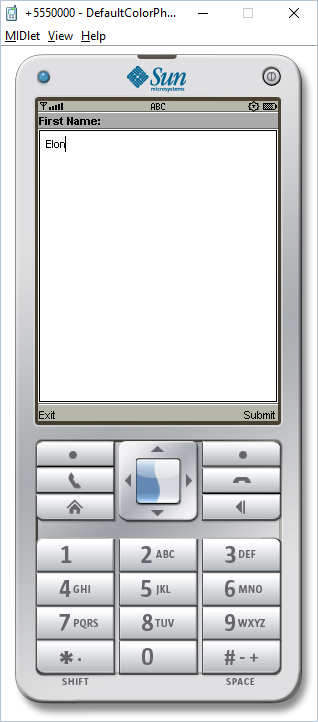 +5550000 - DefaultColorPh...
MIDlet View Help
Sun
microsystems
ABC
First Name:
Elon
Exit Submit
1 2 ABC 3 DEF
4 GHI 5 JKL 6 MNO
7 PQRS 8 TUV 9 WXYZ
* . 0 # - +
SHIFT SPACE